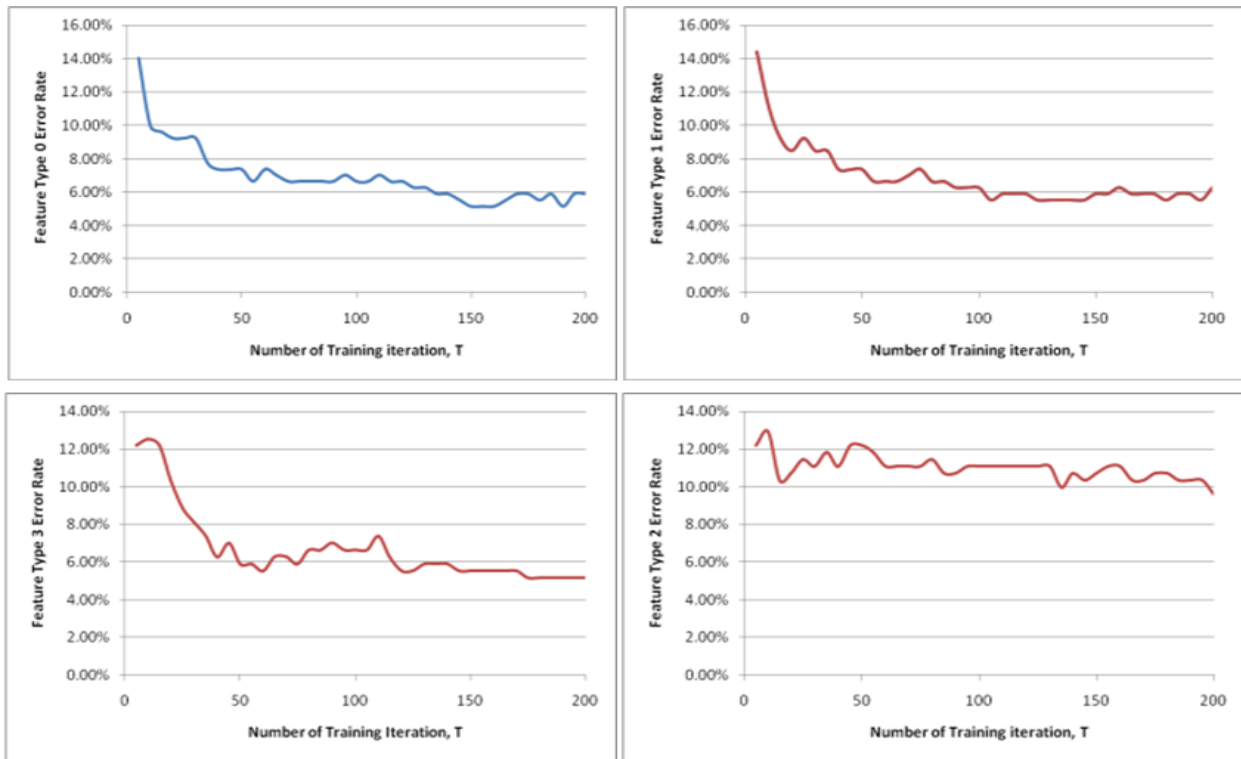 16.00%
14.00%
12.00%
10.00%
8.00%
6.00%
4.00%
2.00%
0.00%
Feature Type 0 Error Rate
0 50 100 150 200
Number of Training iteration, T
16.00%
14.00%
12.00%
10.00%
8.00%
6.00%
4.00%
2.00%
0.00%
Feature Type 1 Error Rate
0 50 100 150 200
Number of Training iteration, T
14.00%
12.00%
10.00%
8.00%
6.00%
4.00%
2.00%
0.00%
Feature Type 3 Error Rate
0 50 100 150 200
Number of Training Iteration, T
14.00%
12.00%
10.00%
8.00%
6.00%
4.00%
2.00%
0.00%
Feature Type 2 Error Rate
0 50 100 150 200
Number of Training iteration, T